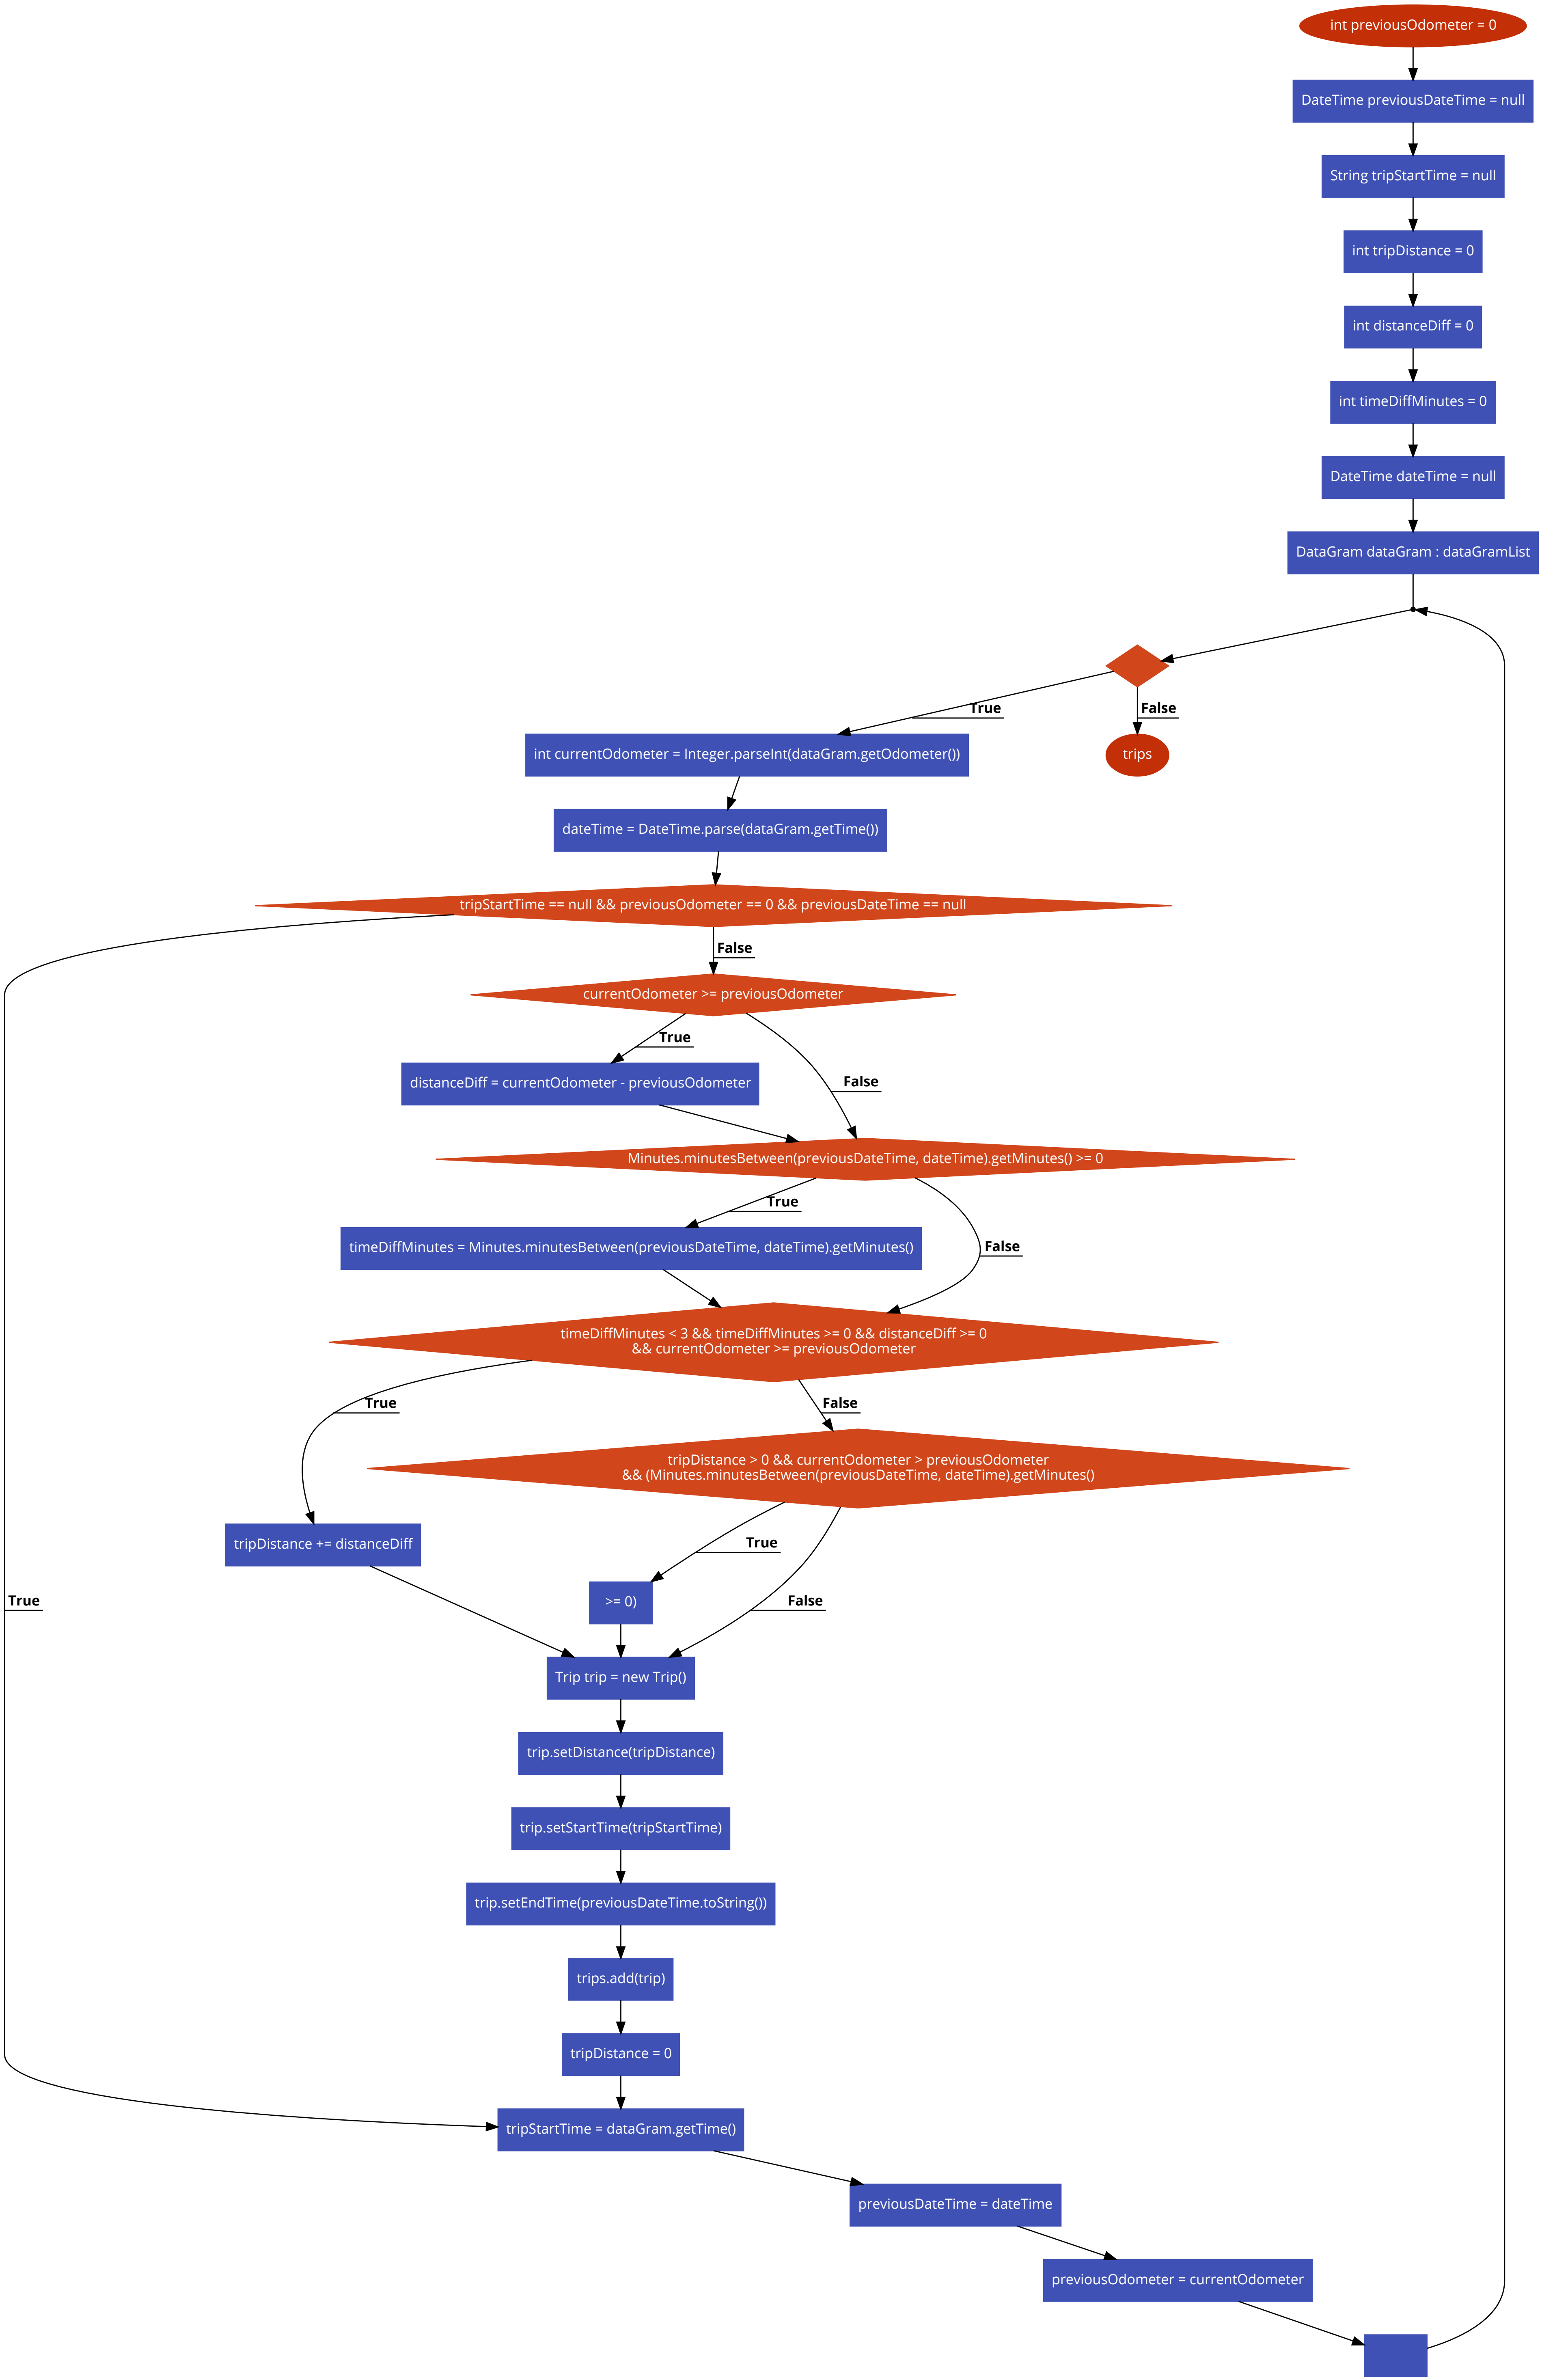 int previousOdometer = 0
DateTime previousDateTime = null
String tripStartTime = null
int tripDistance = 0
int distanceDiff = 0
int timeDiffMinutes = 0
DateTime dateTime = null
DataGram dataGram : dataGramList
True
False
int currentOdometer = Integer.parseInt(dataGram.getOdometer())
trips
dateTime = DateTime.parse(dataGram.getTime())
tripStartTime == null && previousOdometer == 0 && previousDateTime == null
False
currentOdometer >= previousOdometer
True
distanceDiff = currentOdometer - previousOdometer
False
Minutes.minutesBetween(previousDateTime, dateTime).getMinutes() >= 0
True
timeDiffMinutes = Minutes.minutesBetween(previousDateTime, dateTime).getMinutes()
False
timeDiffMinutes < 3 && timeDiffMinutes >= 0 && distanceDiff >= 0
&& currentOdometer >= previousOdometer
True
False
tripDistance > 0 && currentOdometer > previousOdometer
&& (Minutes.minutesBetween(previousDateTime, dateTime).getMinutes()
tripDistance += distanceDiff
True
True
>= 0)
False
Trip trip = new Trip()
trip.setDistance(tripDistance)
trip.setStartTime(tripStartTime)
trip.setEndTime(previousDateTime.toString())
trips.add(trip)
tripDistance = 0
tripStartTime = dataGram.getTime()
previousDateTime = dateTime
previousOdometer = currentOdometer